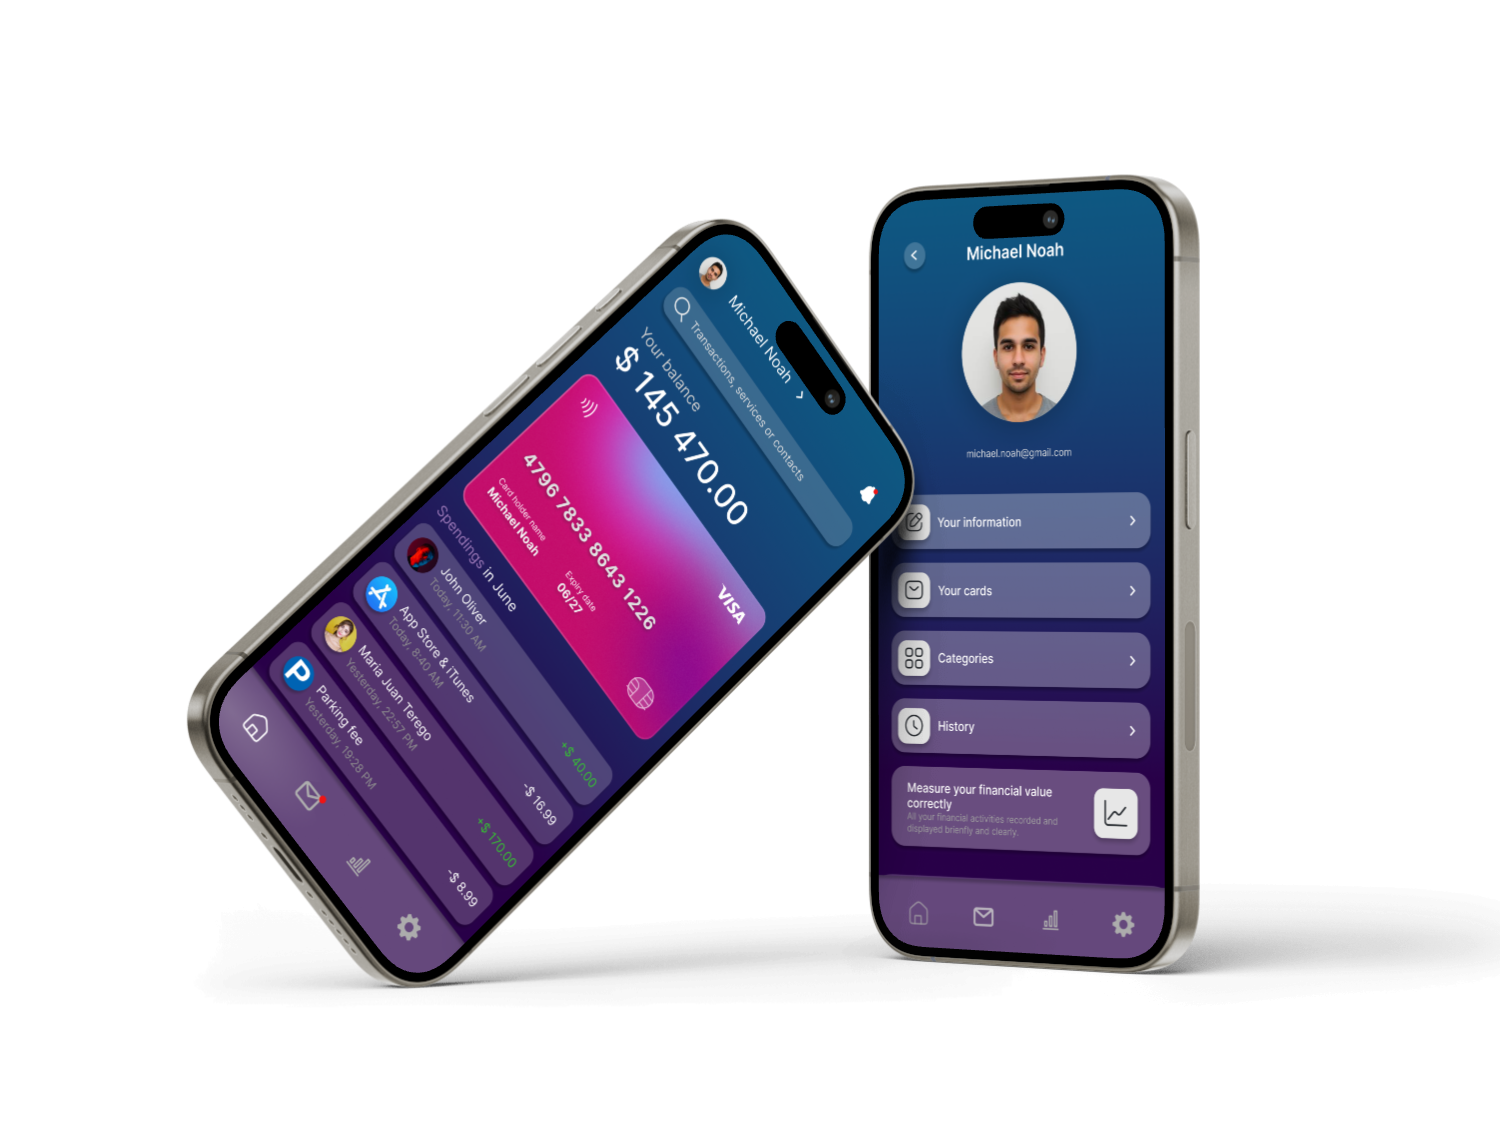 Michael Noah
Transactions, services or contacts
Your balance
$ 145 470.00
4796 7833 8643 1226
Card holder name
Michael Noah
Expiry date
06/27
VISA
Spendings in June
John Oliver
Today, 11:30 AM
+$ 40.00
App Store & iTunes
Today, 8:40 AM
-$ 16.99
Maria Juan Terego
Yesterday, 22:57 PM
+$ 170.00
P
Parking fee
Yesterday, 19:28 PM
-$ 8.99
Michael Noah
michael.noah@gmail.com
Your information
Your cards
Categories
History
Measure your financial value
correctly
All your financial activities recorded and
displayed brienfly and clearly.